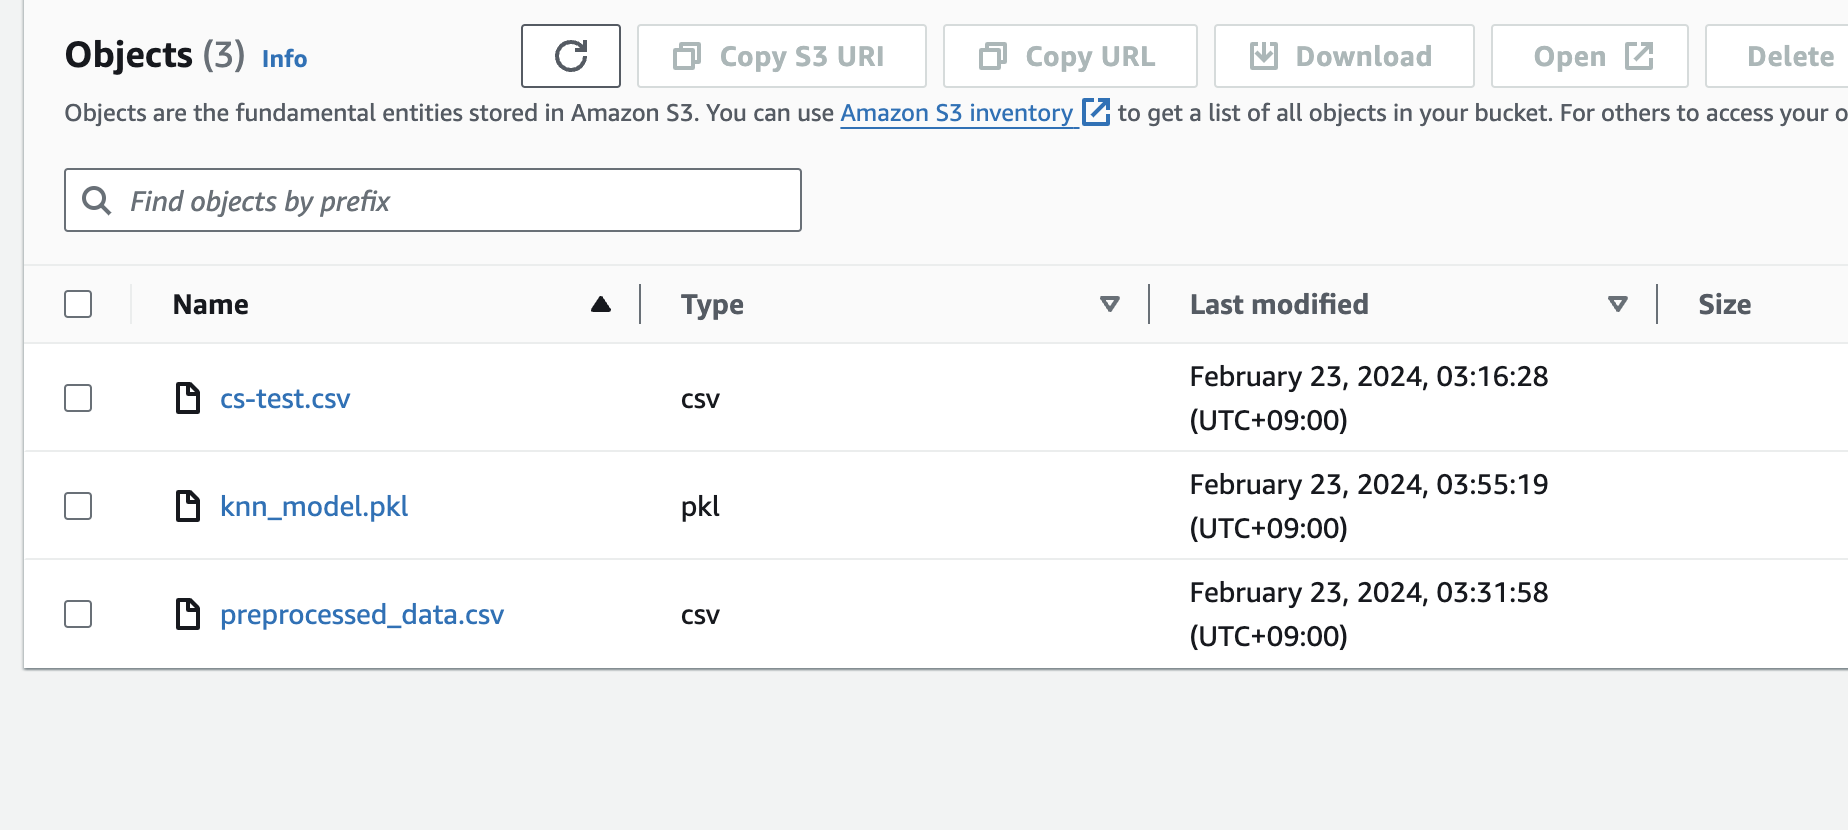 Objects (3) Info
Copy S3 URI
Copy URL
Download
Open
Delete
Objects are the fundamental entities stored in Amazon S3. You can use Amazon S3 inventory to get a list of all objects in your bucket. For others to access your
Find objects by prefix
Name Type Last modified Size
cs-test.csv csv February 23, 2024, 03:16:28
(UTC+09:00)
knn_model.pkl pkl February 23, 2024, 03:55:19
(UTC+09:00)
preprocessed_data.csv csv February 23, 2024, 03:31:58
(UTC+09:00)